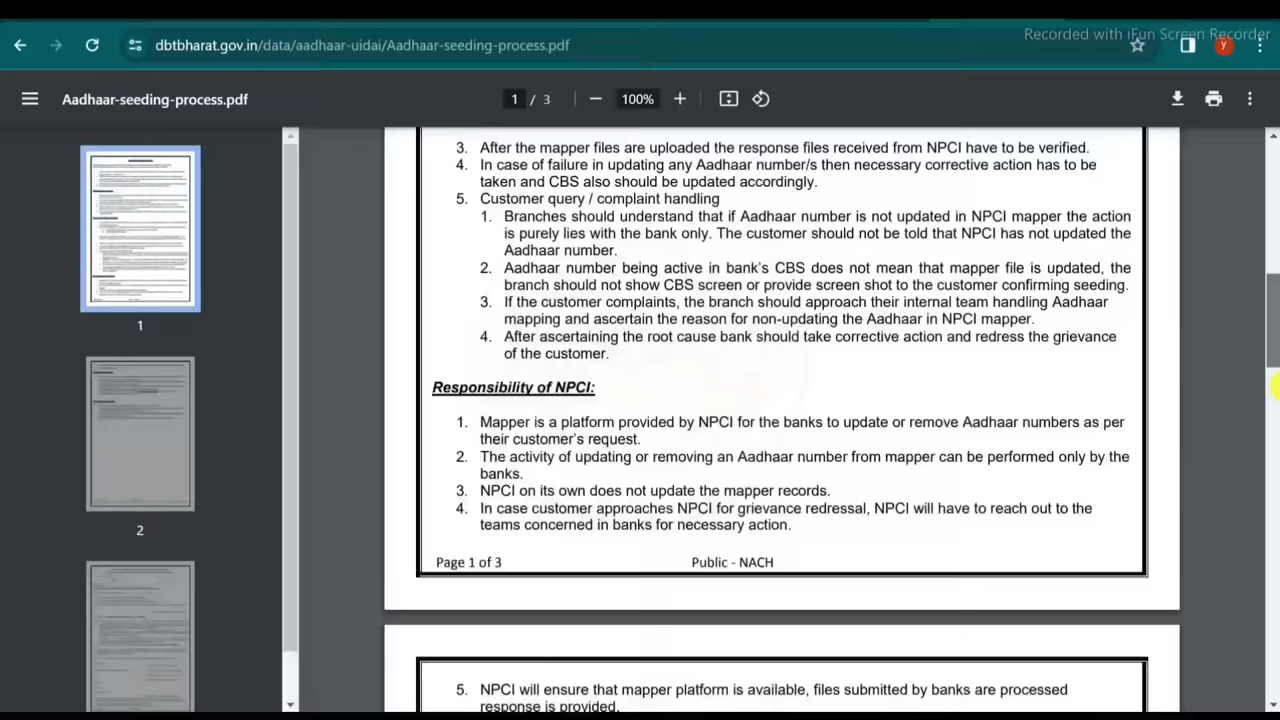 Recorded with iFun Screen Recorder
dbtbharat.gov.in/data/aadhaar-uidai/Aadhaar-seeding-process.pdf
y
Aadhaar-seeding-process.pdf
1 / 3
100%
3. After the mapper files are uploaded the response files received from NPCI have to be verified.
4. In case of failure in updating any Aadhaar number/s then necessary corrective action has to be
taken and CBS also should be updated accordingly.
5. Customer query / complaint handling
1. Branches should understand that if Aadhaar number is not updated in NPCI mapper the action
is purely lies with the bank only. The customer should not be told that NPCI has not updated the
Aadhaar number.
2. Aadhaar number being active in bank's CBS does not mean that mapper file is updated, the
branch should not show CBS screen or provide screen shot to the customer confirming seeding.
3. If the customer complaints, the branch should approach their internal team handling Aadhaar
mapping and ascertain the reason for non-updating the Aadhaar in NPCI mapper.
4. After ascertaining the root cause bank should take corrective action and redress the grievance
of the customer.
Responsibility of NPCI:
1. Mapper is a platform provided by NPCI for the banks to update or remove Aadhaar numbers as per
their customer's request.
2. The activity of updating or removing an Aadhaar number from mapper can be performed only by the
banks.
3. NPCI on its own does not update the mapper records.
4. In case customer approaches NPCI for grievance redressal, NPCI will have to reach out to the
teams concerned in banks for necessary action.
Page 1 of 3 Public - NACH
5. NPCI will ensure that mapper platform is available, files submitted by banks are processed
response is provided.
1
2